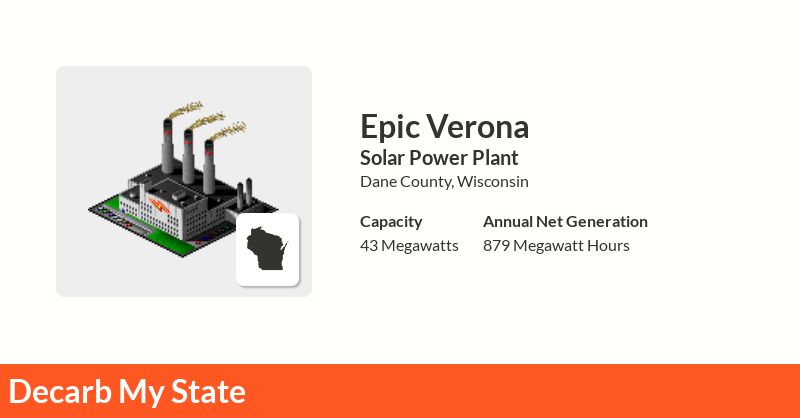 Epic Verona
Solar Power Plant
Dane County, Wisconsin
Capacity
43 Megawatts
Annual Net Generation
879 Megawatt Hours
Decarb My State